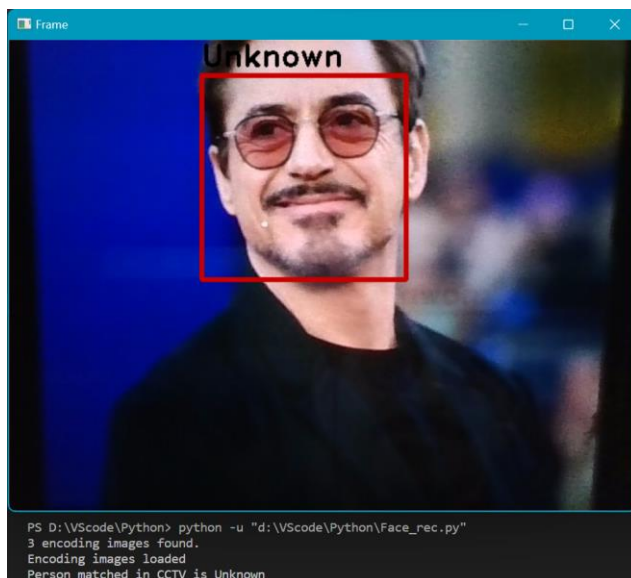 Frame
Unknown
PS D:\VScode\Python> python -u "d:\VScode\Python\Face_rec.py"
3 encoding images found.
Encoding images loaded
Person matched in CCTV is Unknown